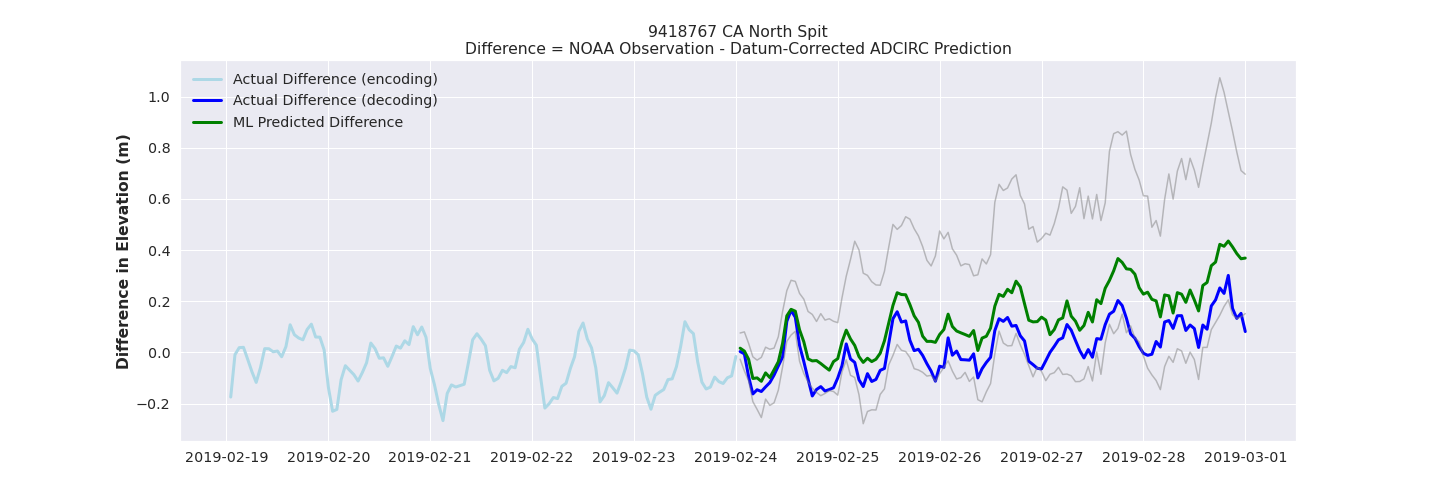 9418767 CA North Spit
Difference = NOAA Observation - Datum-Corrected ADCIRC Prediction
Actual Difference (encoding)
Actual Difference (decoding)
ML Predicted Difference
Difference in Elevation (m)
1.0
0.8
0.6
0.4
0.2
0.0
−0.2
2019-02-19 2019-02-20 2019-02-21 2019-02-22 2019-02-23 2019-02-24 2019-02-25 2019-02-26 2019-02-27 2019-02-28 2019-03-01